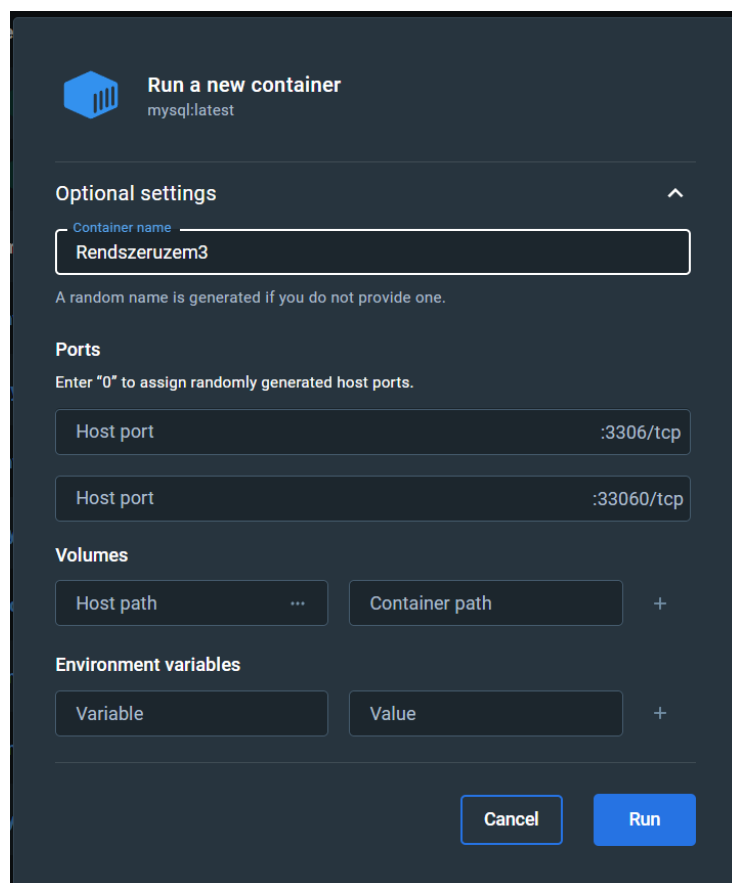 Run a new container
mysql:latest
Optional settings
Container name
Rendszeruzem3
A random name is generated if you do not provide one.
Ports
Enter “0” to assign randomly generated host ports.
Host port :3306/tcp
Host port :33060/tcp
Volumes
Host path ··· Container path +
Environment variables
Variable Value +
Cancel Run